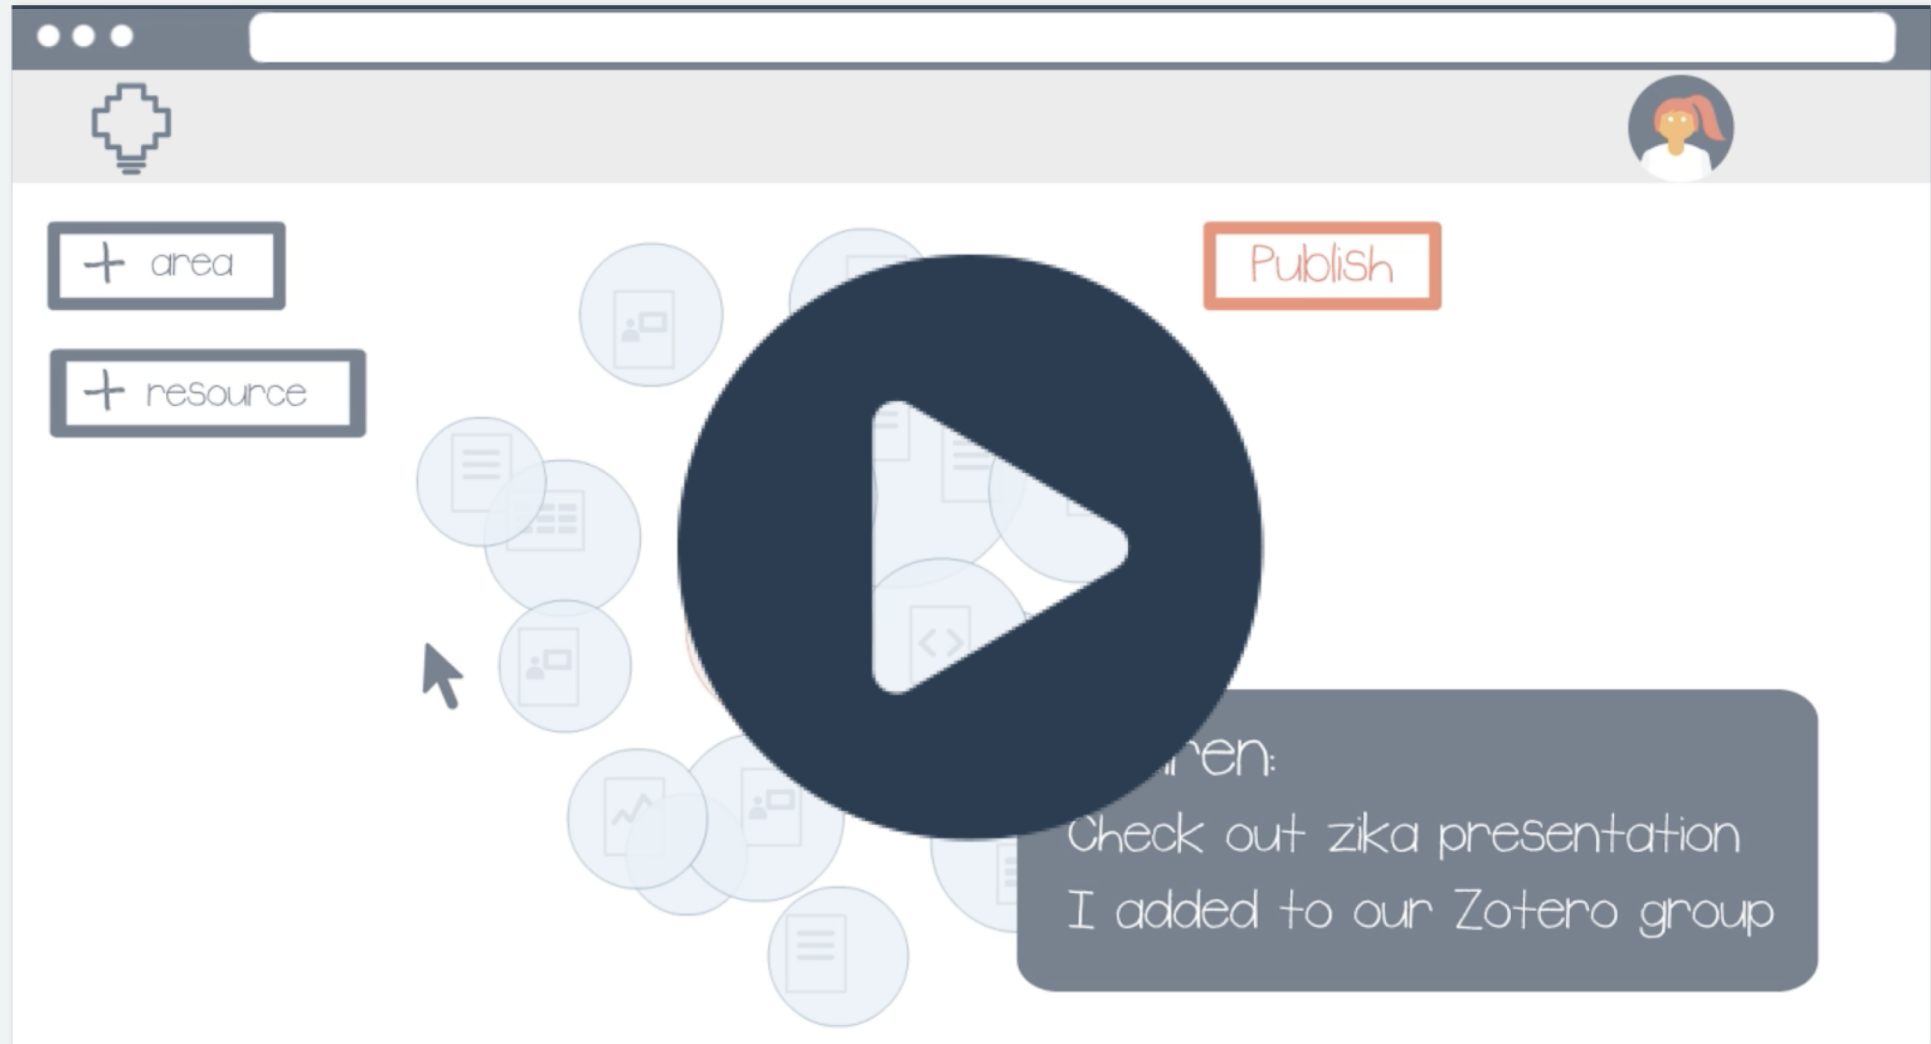 + area
Publish
+ resource
Check out zika presentation
I added to our Zotero group